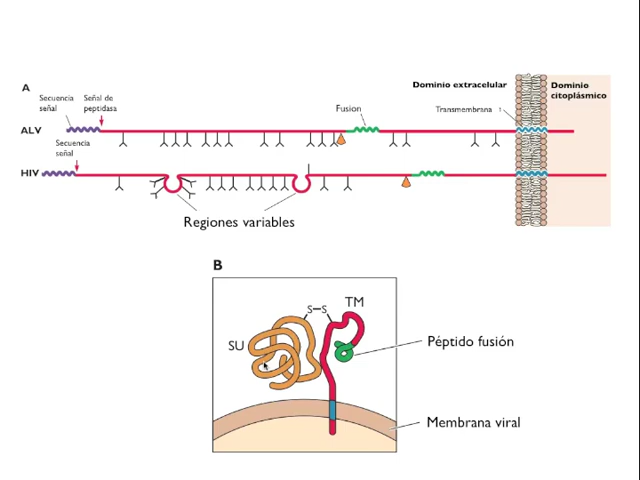 A
Dominio extracelular
Dominio
citoplásmico
Secuencia
señal
Señal de
peptidasa
Fusion
Transmembrana
ALV
Secuencia
señal
HIV
Regiones variables
B
S-S
TM
SU
Péptido fusión
Membrana viral